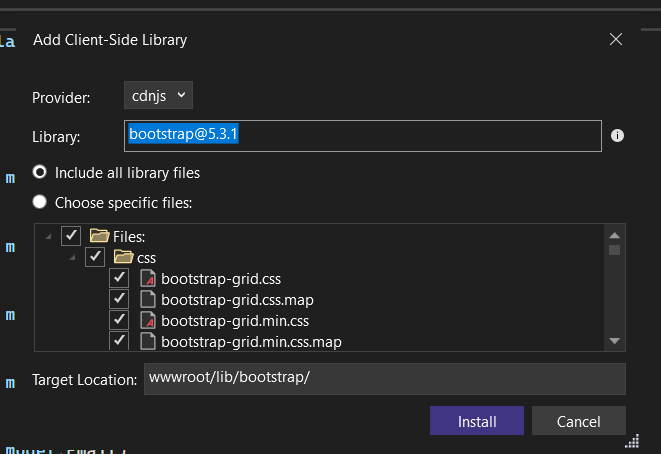 la
Add Client-Side Library
Provider:
cdnjs
Library:
bootstrap@5.3.1
m
Include all library files
Choose specific files:
m
Files:
css
bootstrap-grid.css
bootstrap-grid.css.map
m
bootstrap-grid.min.css
bootstrap-grid.min.css.map
m
Target Location:
wwwroot/lib/bootstrap/
Install
Cancel